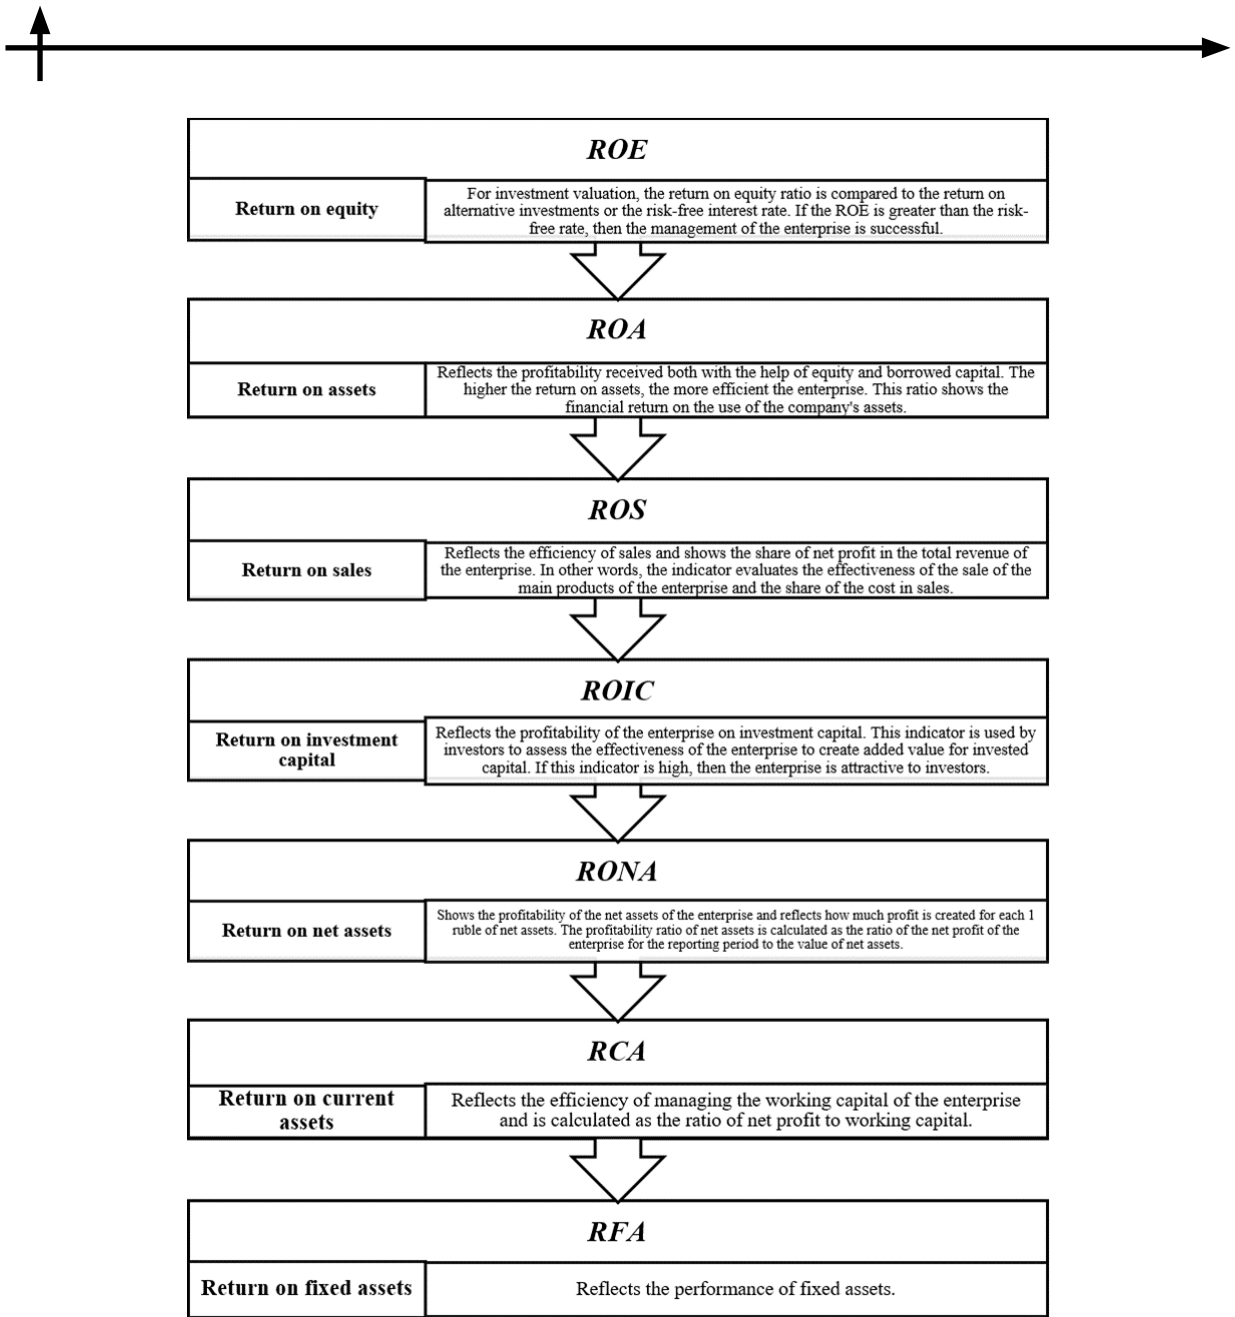 ROE
Return on equity
For investment valuation, the return on equity ratio is compared to the return on
alternative investments or the risk-free interest rate. If the ROE is greater than the risk-
free rate, then the management of the enterprise is successful.
ROA
Return on assets
Reflects the profitability received both with the help of equity and borrowed capital. The
higher the return on assets, the more efficient the enterprise. This ratio shows the
financial return on the use of the company's assets.
ROS
Return on sales
Reflects the efficiency of sales and shows the share of net profit in the total revenue of
the enterprise. In other words, the indicator evaluates the effectiveness of the sale of the
main products of the enterprise and the share of the cost in sales.
ROIC
Return on investment
capital
Reflects the profitability of the enterprise on investment capital. This indicator is used by
investors to assess the effectiveness of the enterprise to create added value for invested
capital. If this indicator is high, then the enterprise is attractive to investors.
RONA
Return on net assets
Shows the profitability of the net assets of the enterprise and reflects how much profit is created for each 1
ruble of net assets. The profitability ratio of net assets is calculated as the ratio of the net profit of the
enterprise for the reporting period to the value of net assets.
RCA
Return on current
assets
Reflects the efficiency of managing the working capital of the enterprise
and is calculated as the ratio of net profit to working capital.
RFA
Return on fixed assets
Reflects the performance of fixed assets.